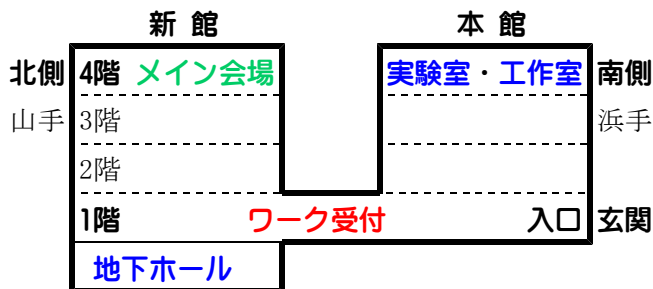 新館 本館
北側 4階 メイン会場 実験室・工作室 南側
山手 3階 浜手
2階
1階 ワーク受付 入口 玄関
地下ホール